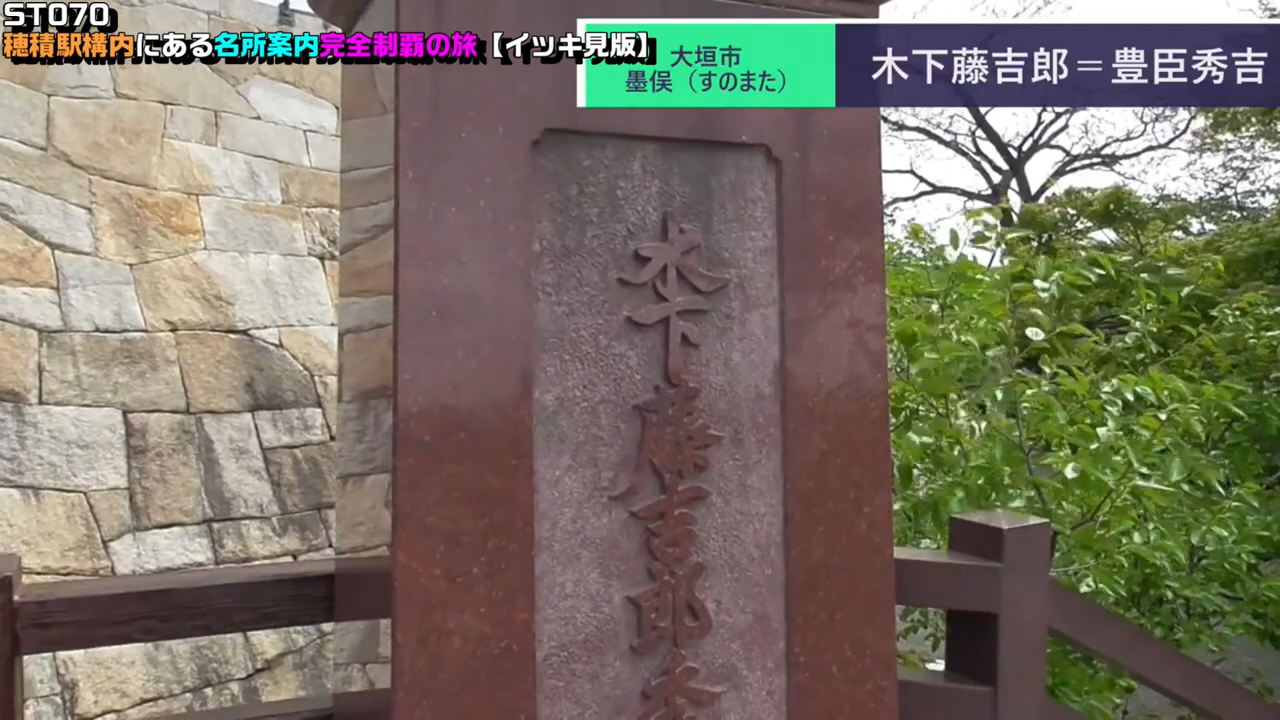 ST070
穂積駅構内にある名所案内完全制覇の旅【イッキ見版】
大垣市
墨俣（すのまた）
木下藤吉郎＝豊臣秀吉
木下藤吉郎